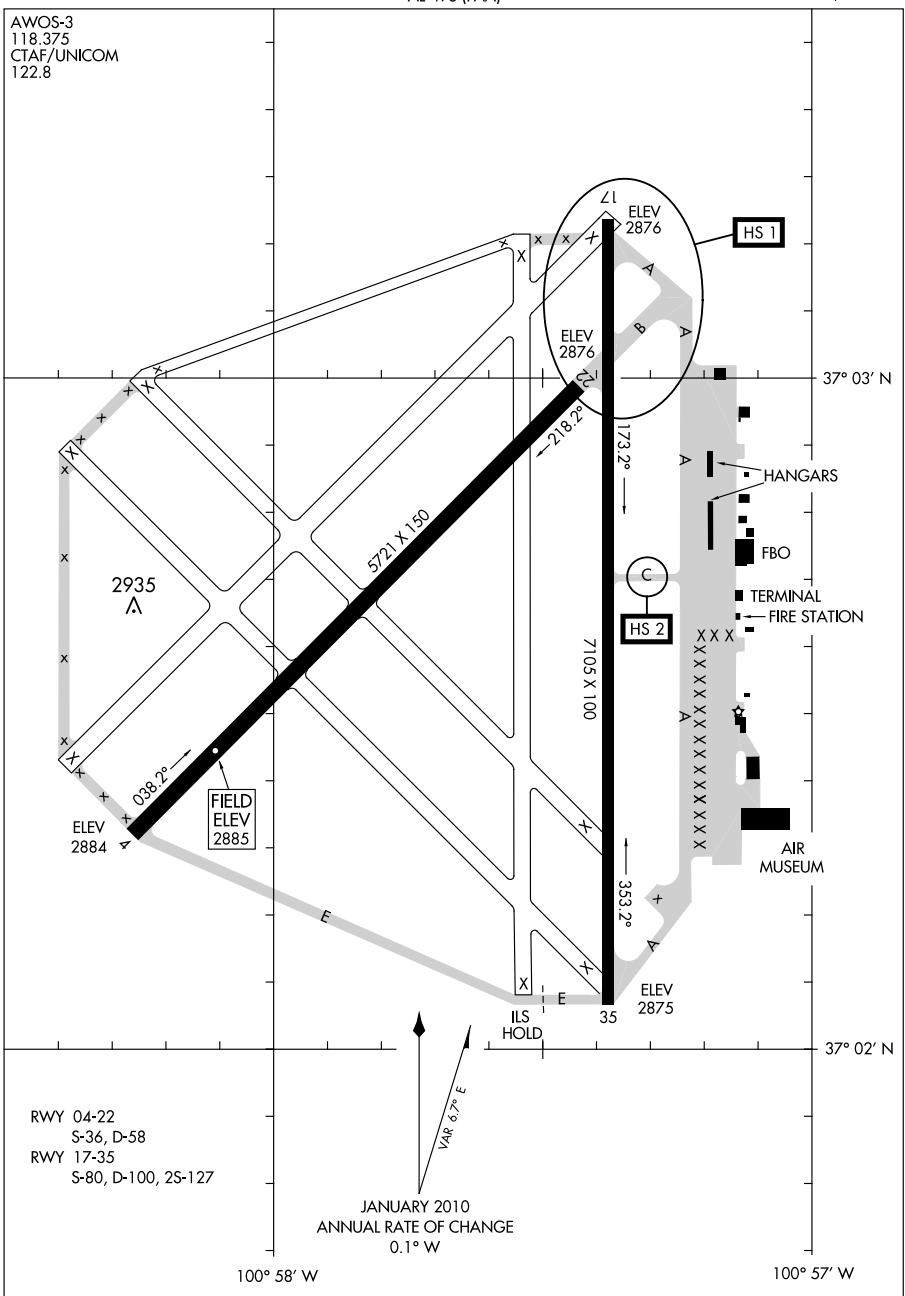 AWOS-3
118.375
CTAF/UNICOM
122.8
17
ELEV
2876
HS 1
A
B
A
ELEV
2876
22
37° 03' N
218.2°
173.2°
A
HANGARS
5721 X 150
FBO
C
2935
TERMINAL
FIRE STATION
HS 2
X X X
7105 X 100
A
038.2°
FIELD
ELEV
2885
ELEV
2884
4
AIR
MUSEUM
353.2°
E
A
ELEV
2875
E
ILS
HOLD
35
37° 02' N
VAR 6.7° E
RWY 04-22
S-36, D-58
RWY 17-35
S-80, D-100, 2S-127
JANUARY 2010
ANNUAL RATE OF CHANGE
0.1° W
100° 58' W
100° 57' W